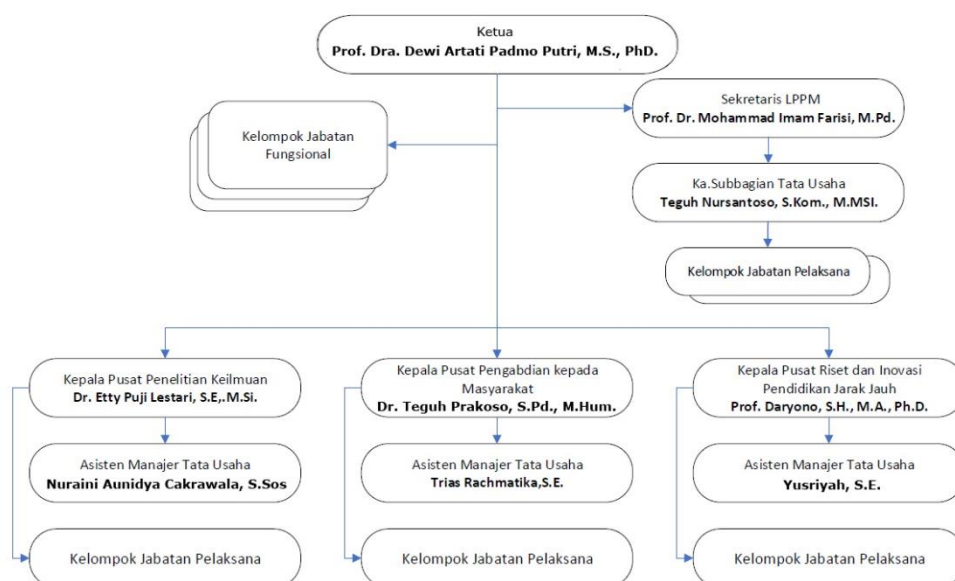 Ketua
Prof. Dra. Dewi Artati Padmo Putri, M.S., PhD.
Sekretaris LPPM
Prof. Dr. Mohammad Imam Farisi, M.Pd.
Kelompok Jabatan
Fungsional
Ka.Subbagian Tata Usaha
Teguh Nursantoso, S.Kom., M.MSI.
Kelompok Jabatan Pelaksana
Kepala Pusat Penelitian Keilmuan
Dr. Etty Puji Lestari, S.E,.M.Si.
Kepala Pusat Pengabdian kepada
Masyarakat
Dr. Teguh Prakoso, S.Pd., M.Hum.
Kepala Pusat Riset dan Inovasi
Pendidikan Jarak Jauh
Prof. Daryono, S.H., M.A., Ph.D.
Asisten Manajer Tata Usaha
Nuraini Aunidya Cakrawala, S.Sos
Asisten Manajer Tata Usaha
Trias Rachmatika,S.E.
Asisten Manajer Tata Usaha
Yusriyah, S.E.
Kelompok Jabatan Pelaksana
Kelompok Jabatan Pelaksana
Kelompok Jabatan Pelaksana